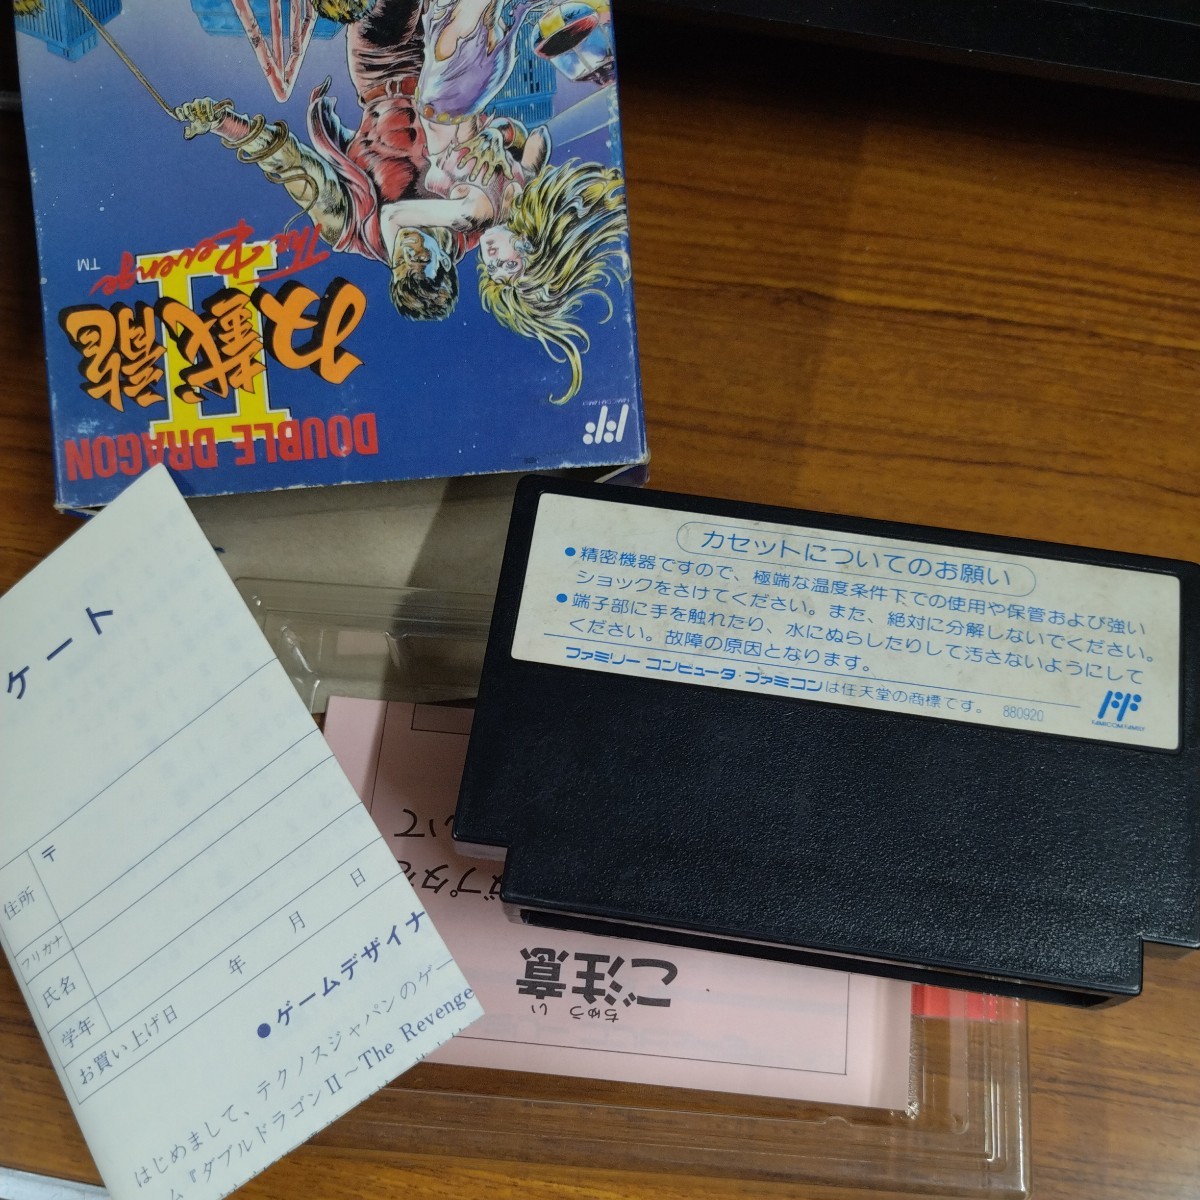 DOUBLE DRAGON
II
双截龍
The Revenge
TM
FAMICOM FAMILY
カセットについてのお願い
●精密機器ですので、極端な温度条件下での使用や保管および強い
ショックをさけてください。また、絶対に分解しないでください。
●端子部に手を触れたり、水にぬらしたりして汚さないようにして
ください。故障の原因となります。
ファミリーコンピュータ・ファミコンは任天堂の商標です。 880920
FAMICOM FAMILY
ケート
〒
住所
フリガナ
氏名
学年
お買い上げ日 年 月 日
●ゲームデザイナ
はじめまして、テクノスジャパンのゲー
ム『ダブルドラゴンII～The Revenge
ちゅうい
ご注意
いて